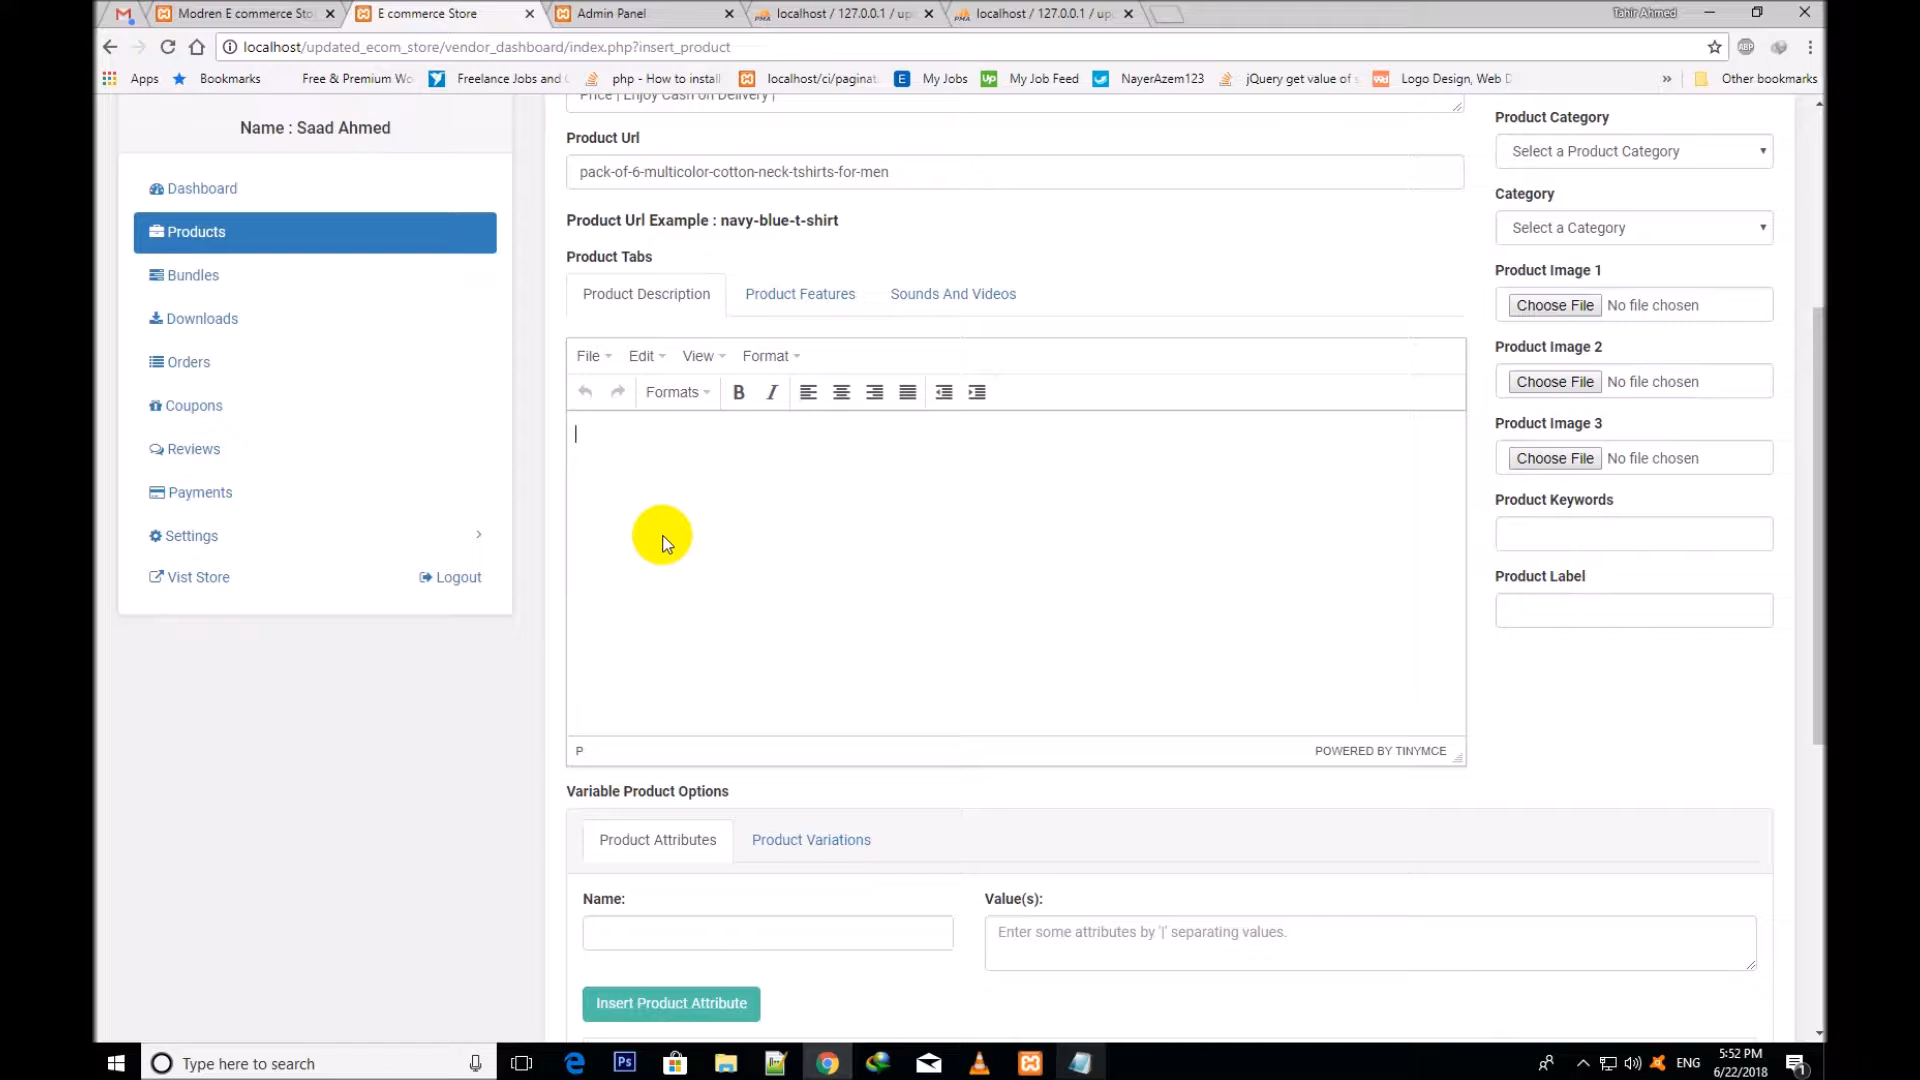 Modren E commerce Sto
E commerce Store
Admin Panel
localhost / 127.0.0.1 / up
localhost / 127.0.0.1 / up
Tahir Ahmed
localhost/updated_ecom_store/vendor_dashboard/index.php?insert_product
ABP
Apps
Bookmarks
Free & Premium Wo
Freelance Jobs and
php - How to install
localhost/ci/paginat
My Jobs
My Job Feed
NayerAzem123
jQuery get value of
Logo Design, Web D
Other bookmarks
Name : Saad Ahmed
Dashboard
Products
Bundles
Downloads
Orders
Coupons
Reviews
Payments
Settings
Vist Store
Logout
Price | Enjoy Cash on Delivery |
Product Url
pack-of-6-multicolor-cotton-neck-tshirts-for-men
Product Url Example : navy-blue-t-shirt
Product Tabs
Product Description
Product Features
Sounds And Videos
File
Edit
View
Format
Formats
B
I
P
POWERED BY TINYMCE
Product Category
Select a Product Category
Category
Select a Category
Product Image 1
Choose File No file chosen
Product Image 2
Choose File No file chosen
Product Image 3
Choose File No file chosen
Product Keywords
Product Label
Variable Product Options
Product Attributes
Product Variations
Name:
Value(s):
Enter some attributes by '|' separating values.
Insert Product Attribute
Type here to search
ENG
5:52 PM
6/22/2018